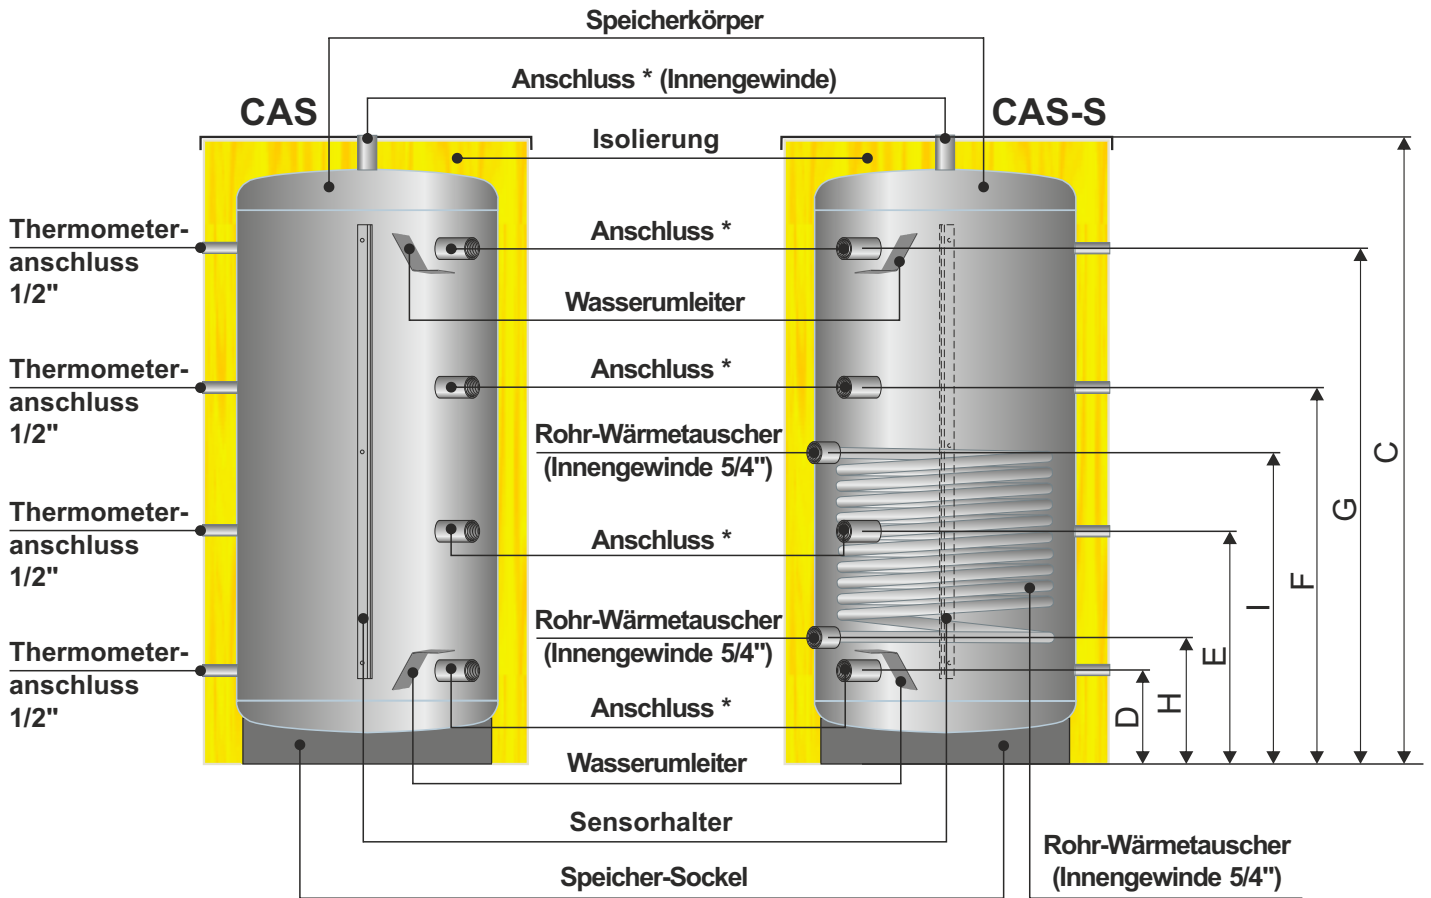 Speicherkörper
Anschluss * (Innengewinde)
CAS
CAS-S
Isolierung
Thermometer-
anschluss
1/2"
Anschluss *
Wasserumleiter
Thermometer-
anschluss
1/2"
Anschluss *
Rohr-Wärmetauscher
(Innengewinde 5/4")
Thermometer-
anschluss
1/2"
Anschluss *
Rohr-Wärmetauscher
(Innengewinde 5/4")
Thermometer-
anschluss
1/2"
Anschluss *
Wasserumleiter
Sensorhalter
Speicher-Sockel
Rohr-Wärmetauscher
(Innengewinde 5/4")
D
H
E
I
F
G
C